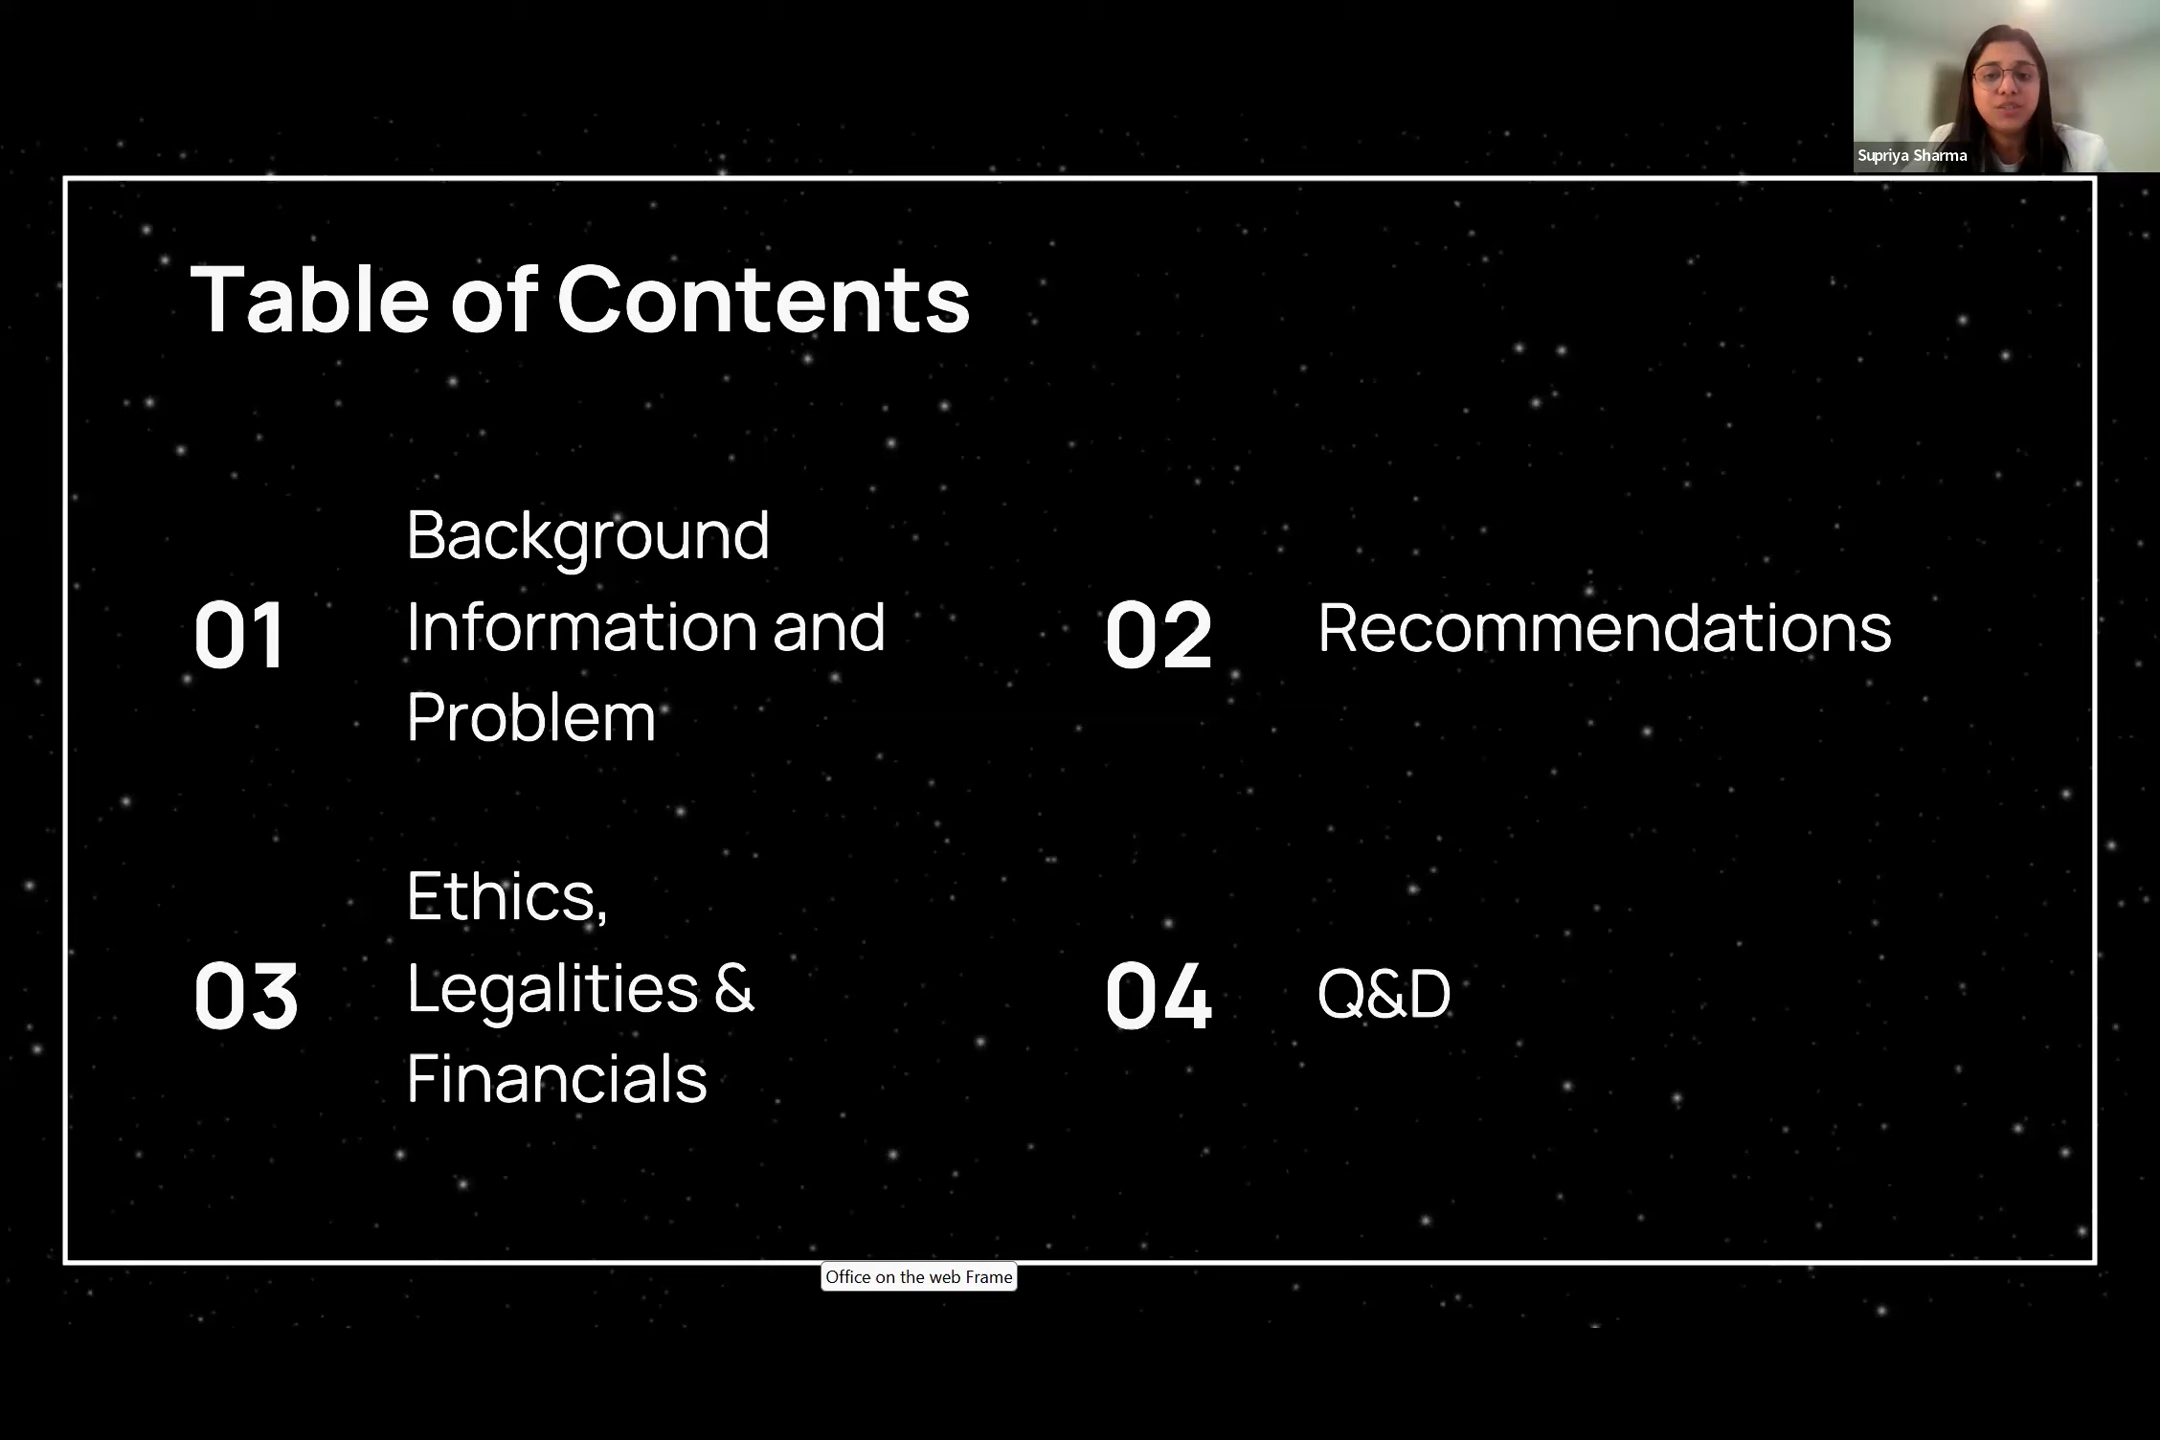 Supriya Sharma
Table of Contents
01
Background
Information and
Problem
02
Recommendations
03
Ethics,
Legalities &
Financials
04
Q&D
Office on the web Frame